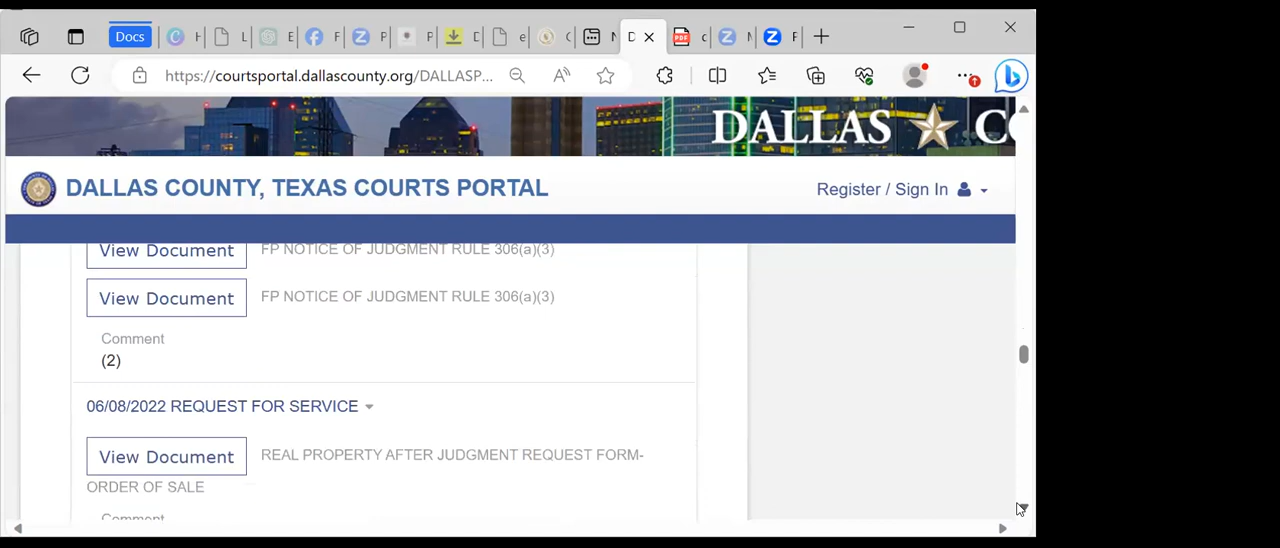 Docs
https://courtsportal.dallascounty.org/DALLASP...
DALLAS
DALLAS COUNTY, TEXAS COURTS PORTAL
Register / Sign In
View Document FP NOTICE OF JUDGMENT RULE 306(a)(3)
View Document FP NOTICE OF JUDGMENT RULE 306(a)(3)
Comment
(2)
06/08/2022 REQUEST FOR SERVICE
View Document REAL PROPERTY AFTER JUDGMENT REQUEST FORM-
ORDER OF SALE
Comment